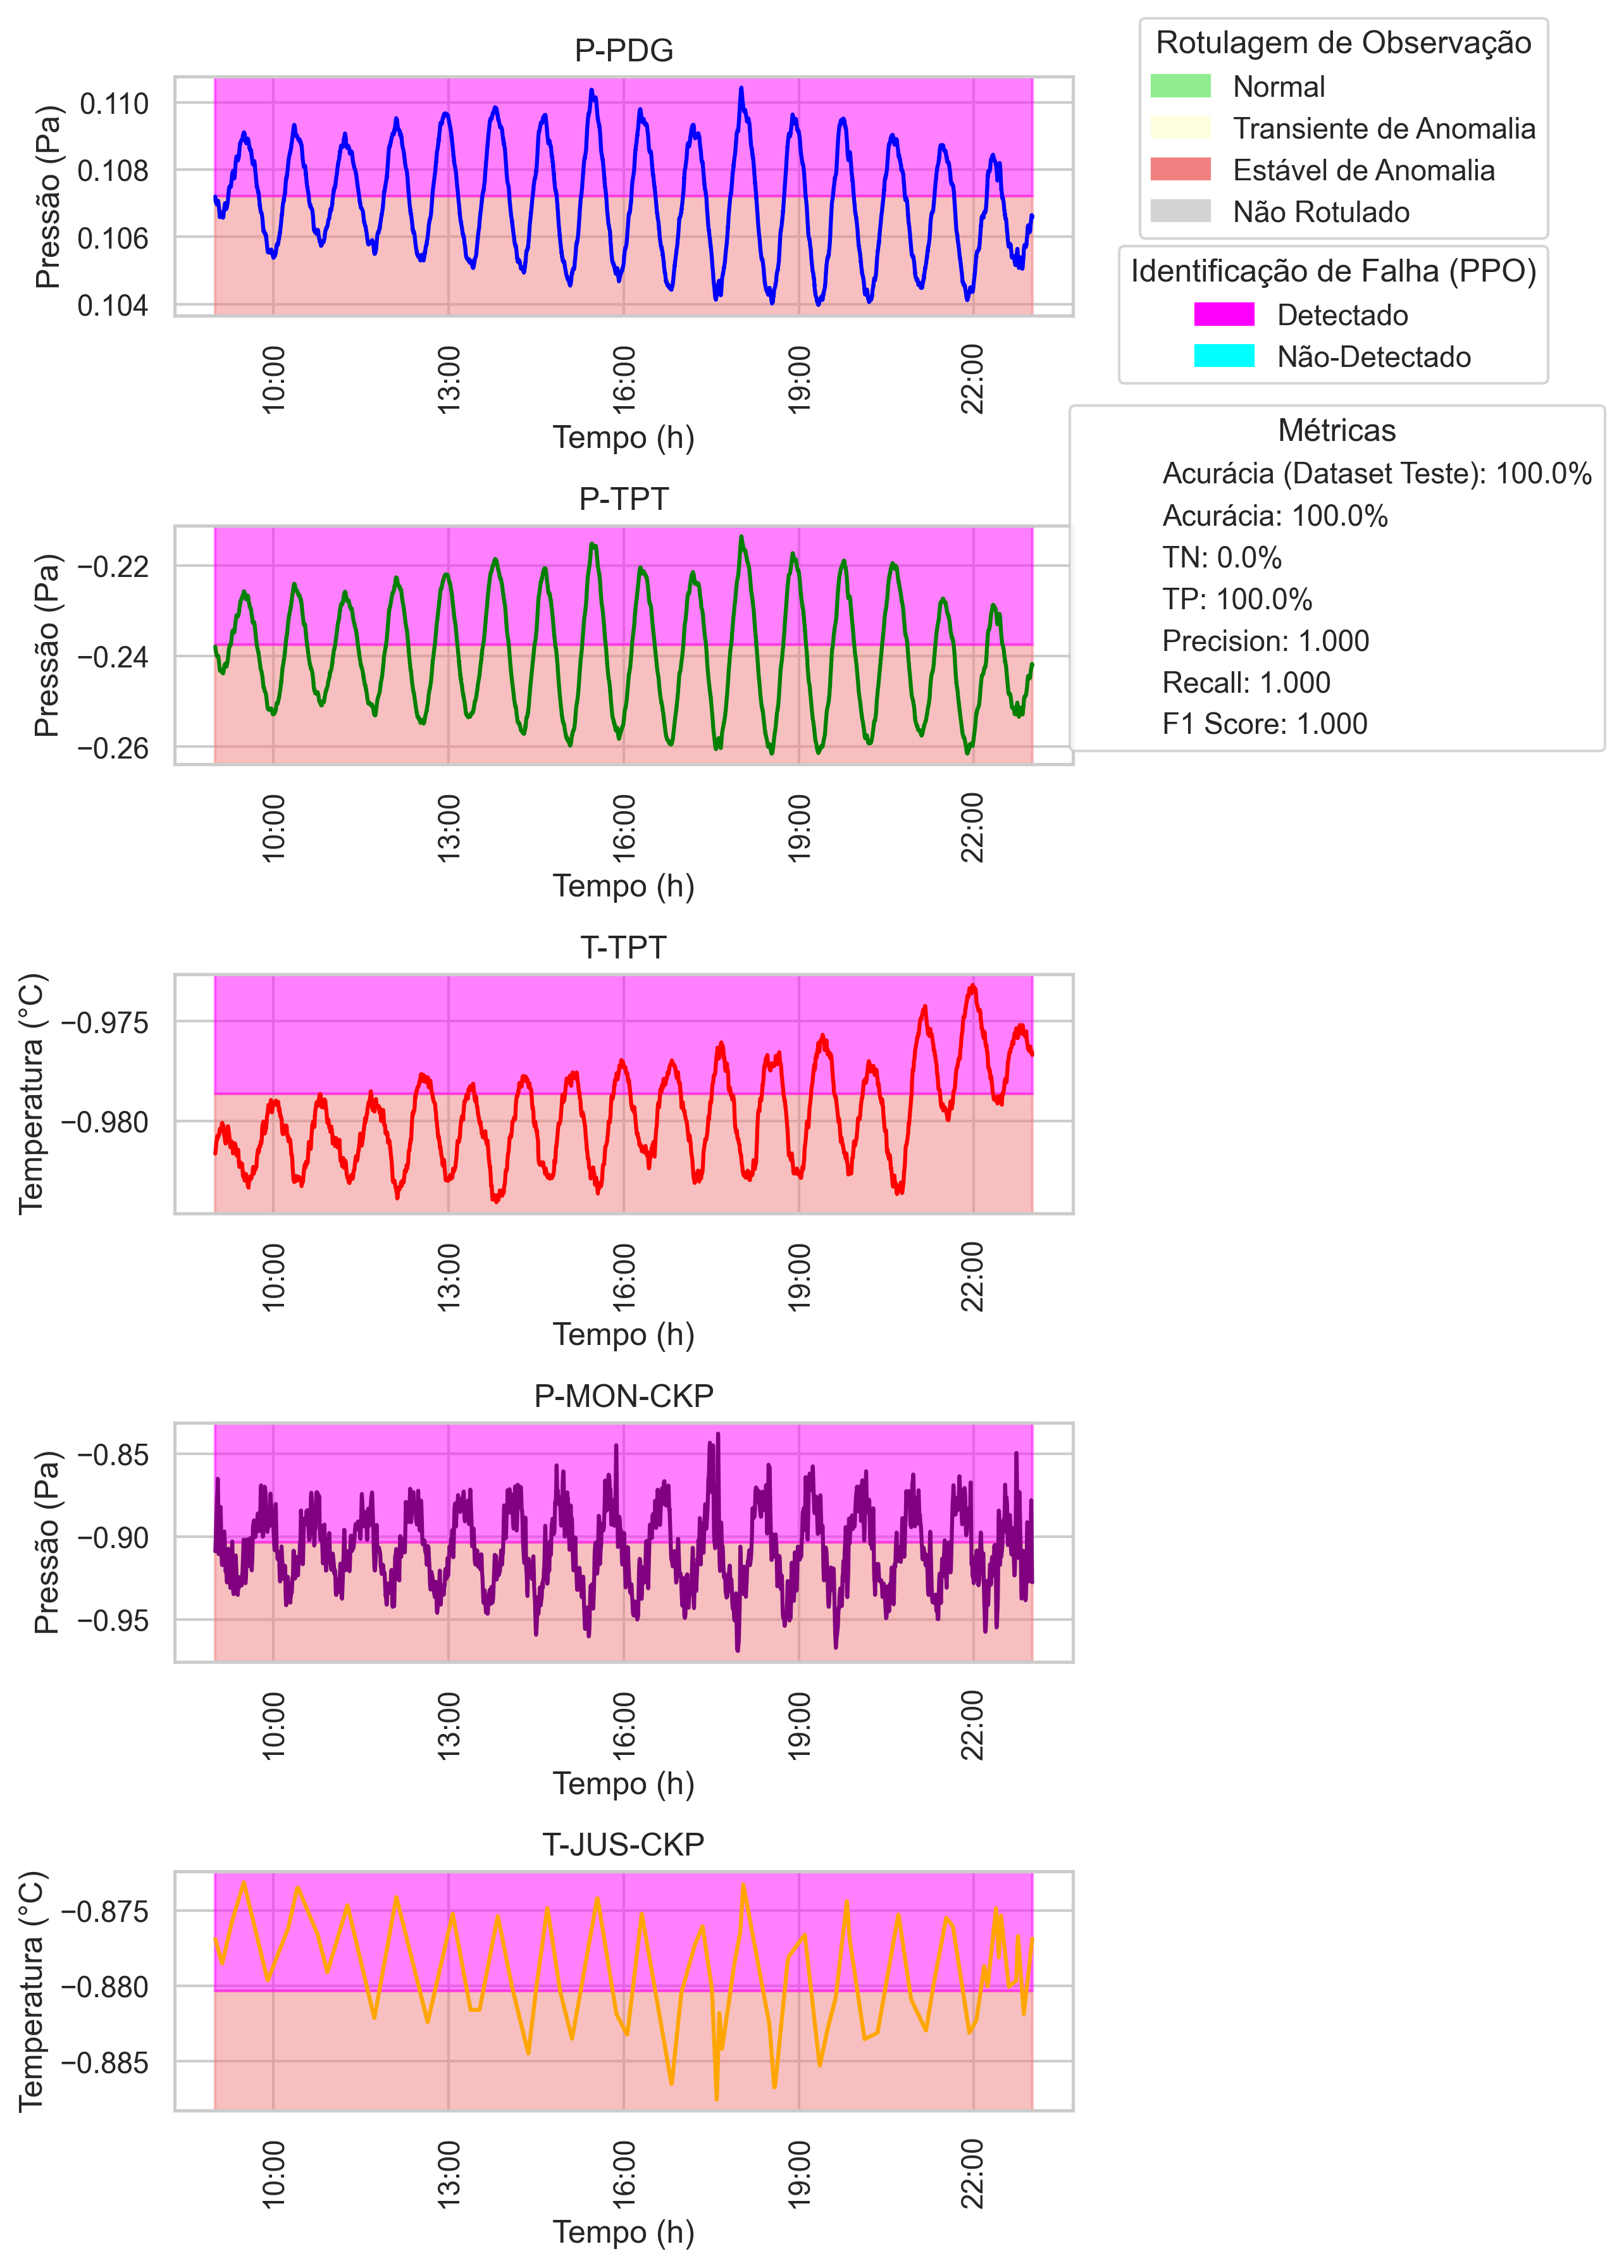 P-PDG
Pressão (Pa)
0.110
0.108
0.106
0.104
10:00
13:00
16:00
19:00
22:00
Tempo (h)
Rotulagem de Observação
Normal
Transiente de Anomalia
Estável de Anomalia
Não Rotulado
Identificação de Falha (PPO)
Detectado
Não-Detectado
Métricas
Acurácia (Dataset Teste): 100.0%
Acurácia: 100.0%
TN: 0.0%
TP: 100.0%
Precision: 1.000
Recall: 1.000
F1 Score: 1.000
P-TPT
Pressão (Pa)
−0.22
−0.24
−0.26
10:00
13:00
16:00
19:00
22:00
Tempo (h)
T-TPT
Temperatura (°C)
−0.975
−0.980
10:00
13:00
16:00
19:00
22:00
Tempo (h)
P-MON-CKP
Pressão (Pa)
−0.85
−0.90
−0.95
10:00
13:00
16:00
19:00
22:00
Tempo (h)
T-JUS-CKP
Temperatura (°C)
−0.875
−0.880
−0.885
10:00
13:00
16:00
19:00
22:00
Tempo (h)